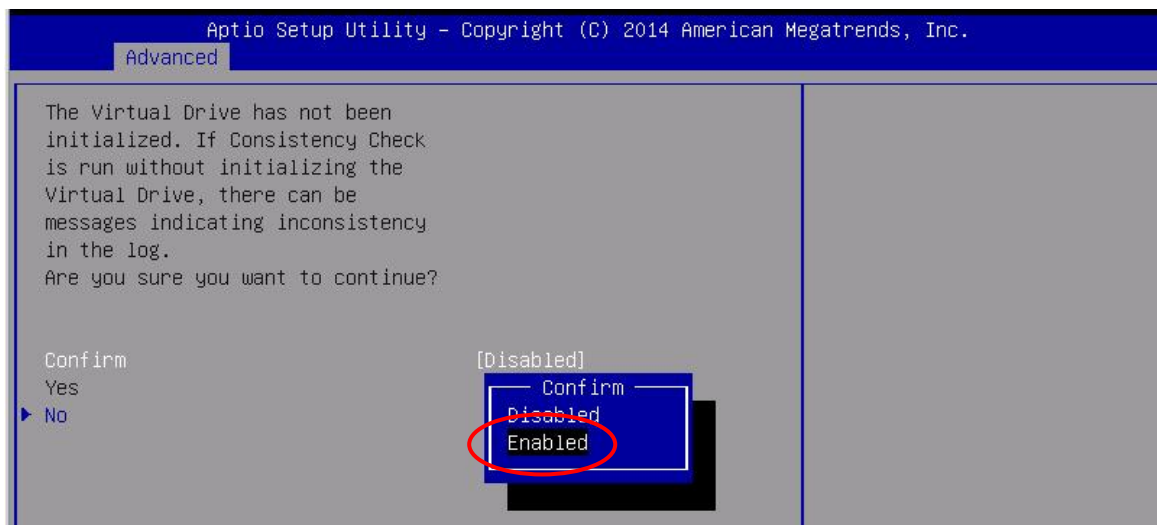 Aptio Setup Utility – Copyright (C) 2014 American Megatrends, Inc.
Advanced
The Virtual Drive has not been
initialized. If Consistency Check
is run without initializing the
Virtual Drive, there can be
messages indicating inconsistency
in the log.
Are you sure you want to continue?
Confirm [Disabled]
Yes
No
Confirm
Disabled
Enabled